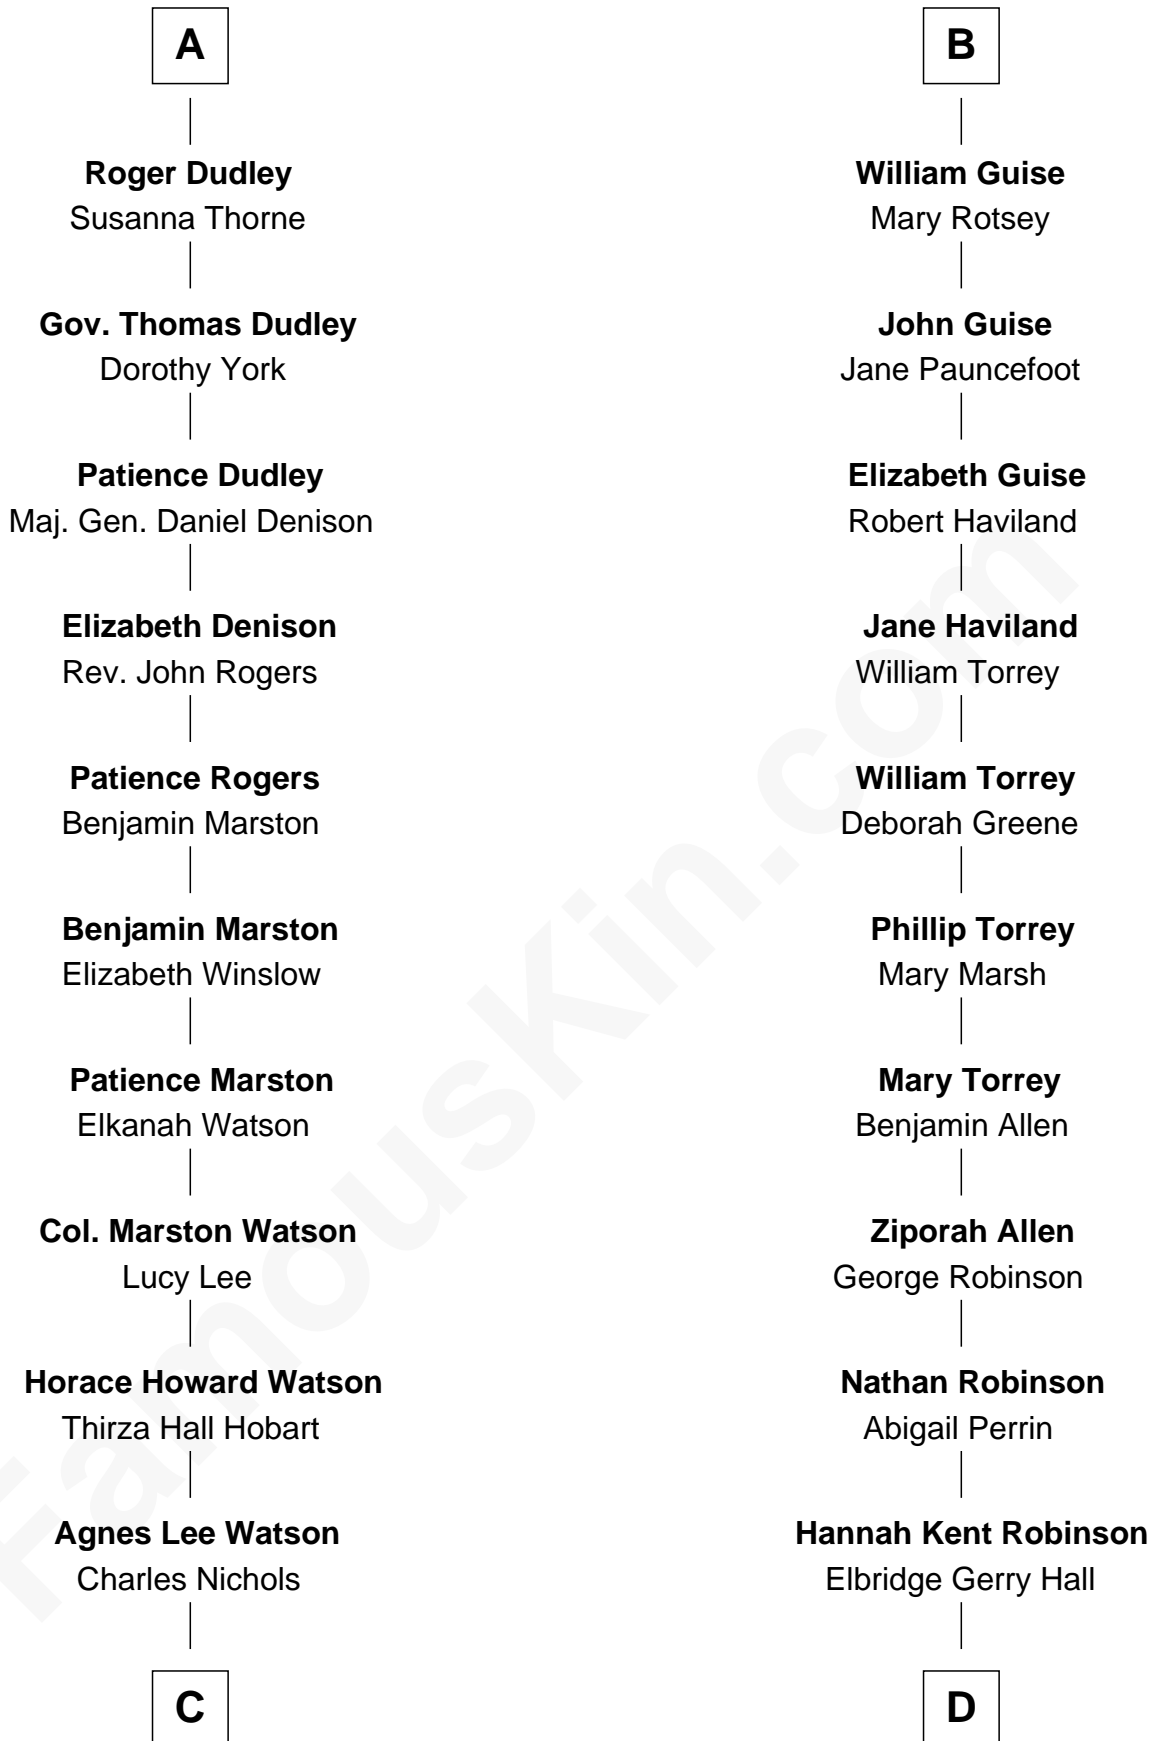 A
Roger Dudley
Susanna Thorne
Gov. Thomas Dudley
Dorothy York
Patience Dudley
Maj. Gen. Daniel Denison
Elizabeth Denison
Rev. John Rogers
Patience Rogers
Benjamin Marston
Benjamin Marston
Elizabeth Winslow
Patience Marston
Elkanah Watson
Col. Marston Watson
Lucy Lee
Horace Howard Watson
Thirza Hall Hobart
Agnes Lee Watson
Charles Nichols
C
B
William Guise
Mary Rotsey
John Guise
Jane Pauncefoot
Elizabeth Guise
Robert Haviland
Jane Haviland
William Torrey
William Torrey
Deborah Greene
Phillip Torrey
Mary Marsh
Mary Torrey
Benjamin Allen
Ziporah Allen
George Robinson
Nathan Robinson
Abigail Perrin
Hannah Kent Robinson
Elbridge Gerry Hall
D
FamousKin.com